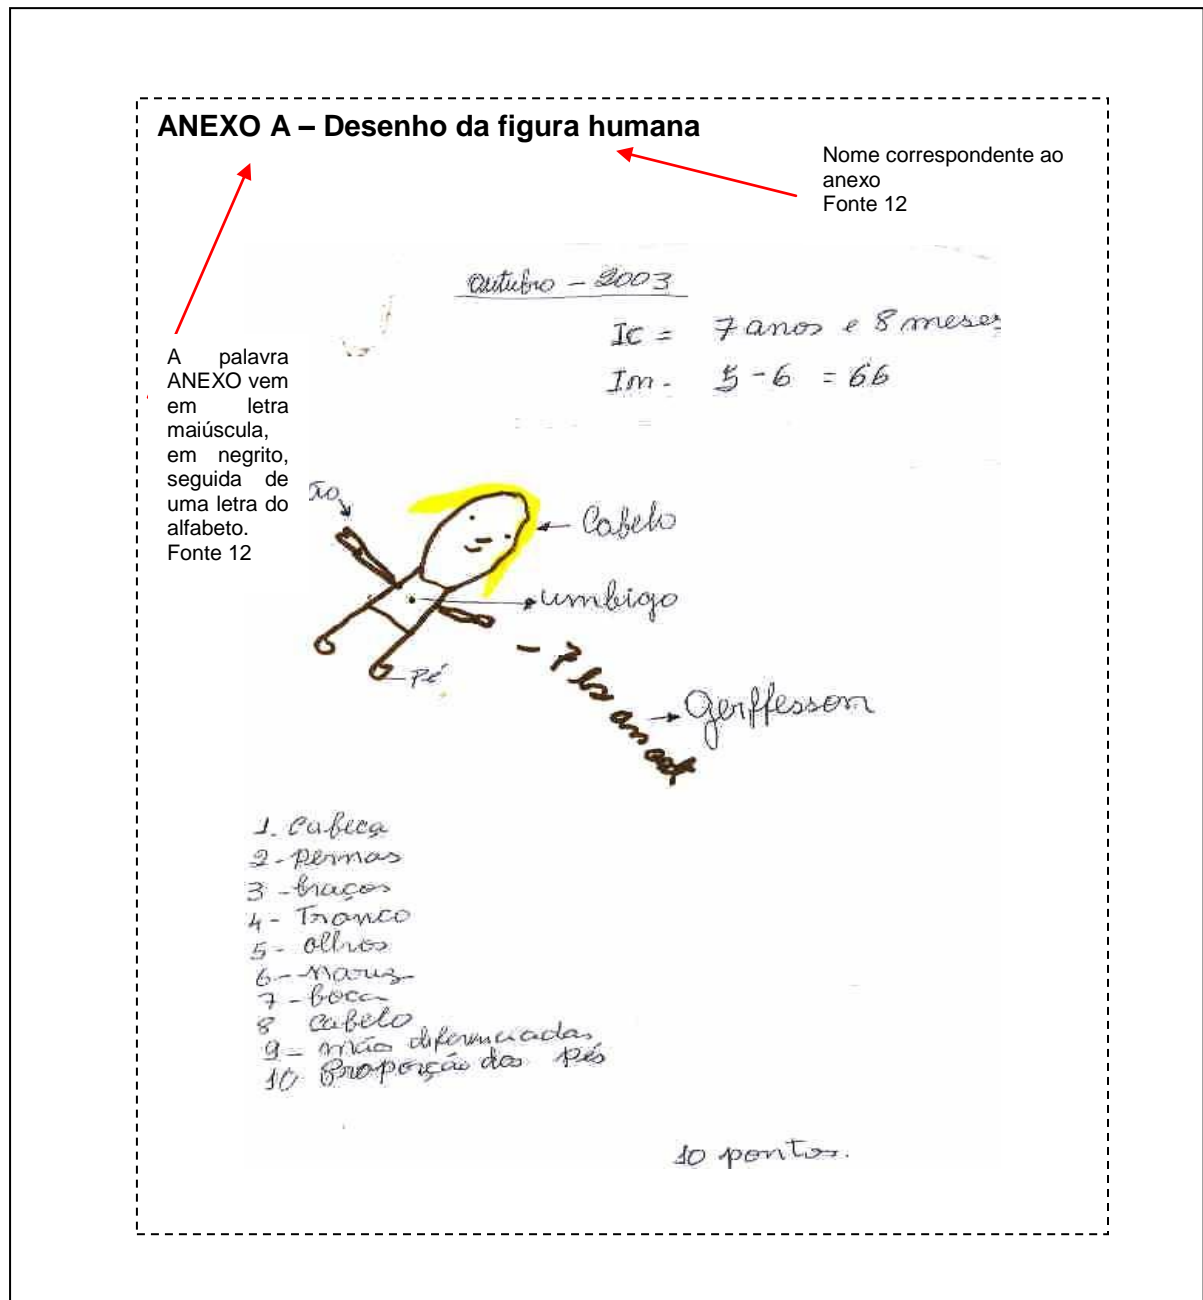 ANEXO A – Desenho da figura humana
Nome correspondente ao
anexo
Fonte 12
A palavra
ANEXO vem
em letra
maiúscula,
em negrito,
seguida de
uma letra do
alfabeto.
Fonte 12
Outubro - 2003
Ic = 7 anos e 8 meses
Im - 5 - 6 = 66
ão
Cabelo
umbigo
Pé
Gerffesson
1. Cabeça
2 - Pernas
3 - braços
4 - Tronco
5 - olhos
6 - Nariz
7 - boca
8 Cabelo
9 - mão diferenciadas
10 Proporção dos Pés
10 pontos.